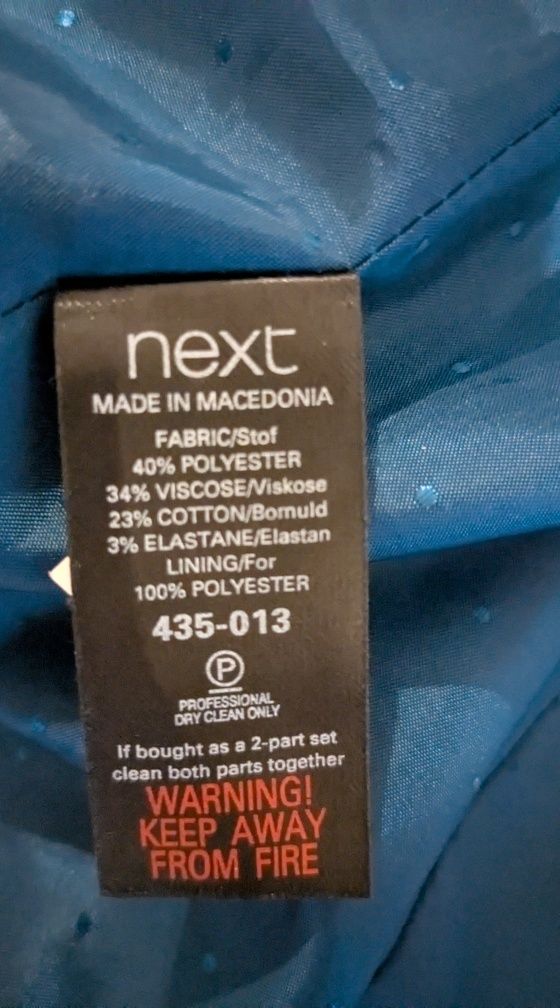 next
MADE IN MACEDONIA
FABRIC/Stof
40% POLYESTER
34% VISCOSE/Viskose
23% COTTON/Bomuld
3% ELASTANE/Elastan
LINING/For
100% POLYESTER
435-013
P
PROFESSIONAL
DRY CLEAN ONLY
If bought as a 2-part set
clean both parts together
WARNING!
KEEP AWAY
FROM FIRE